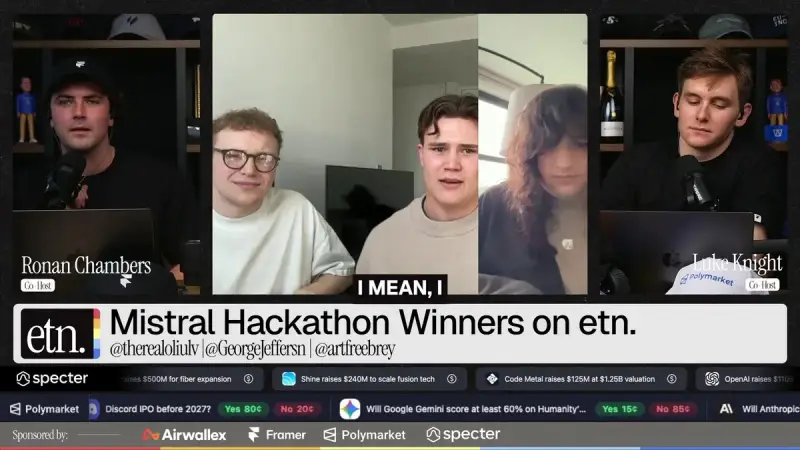 Ronan Chambers
Co-Host
Luke Knight
Co-Host
Polymarket
I MEAN, I
etn.
Mistral Hackathon Winners on etn.
@therealoliulv | @GeorgeJeffersn | @artfreebrey
specter
raises $500M for fiber expansion
Shine raises $240M to scale fusion tech
Code Metal raises $125M at $1.25B valuation
OpenAI raises
Polymarket
Discord IPO before 2027?
Yes 80¢
No 20¢
Will Google Gemini score at least 60% on Humanity'...
Yes 15¢
No 85¢
Will Anthropic
Sponsored by:
Airwallex
Framer
Polymarket
specter